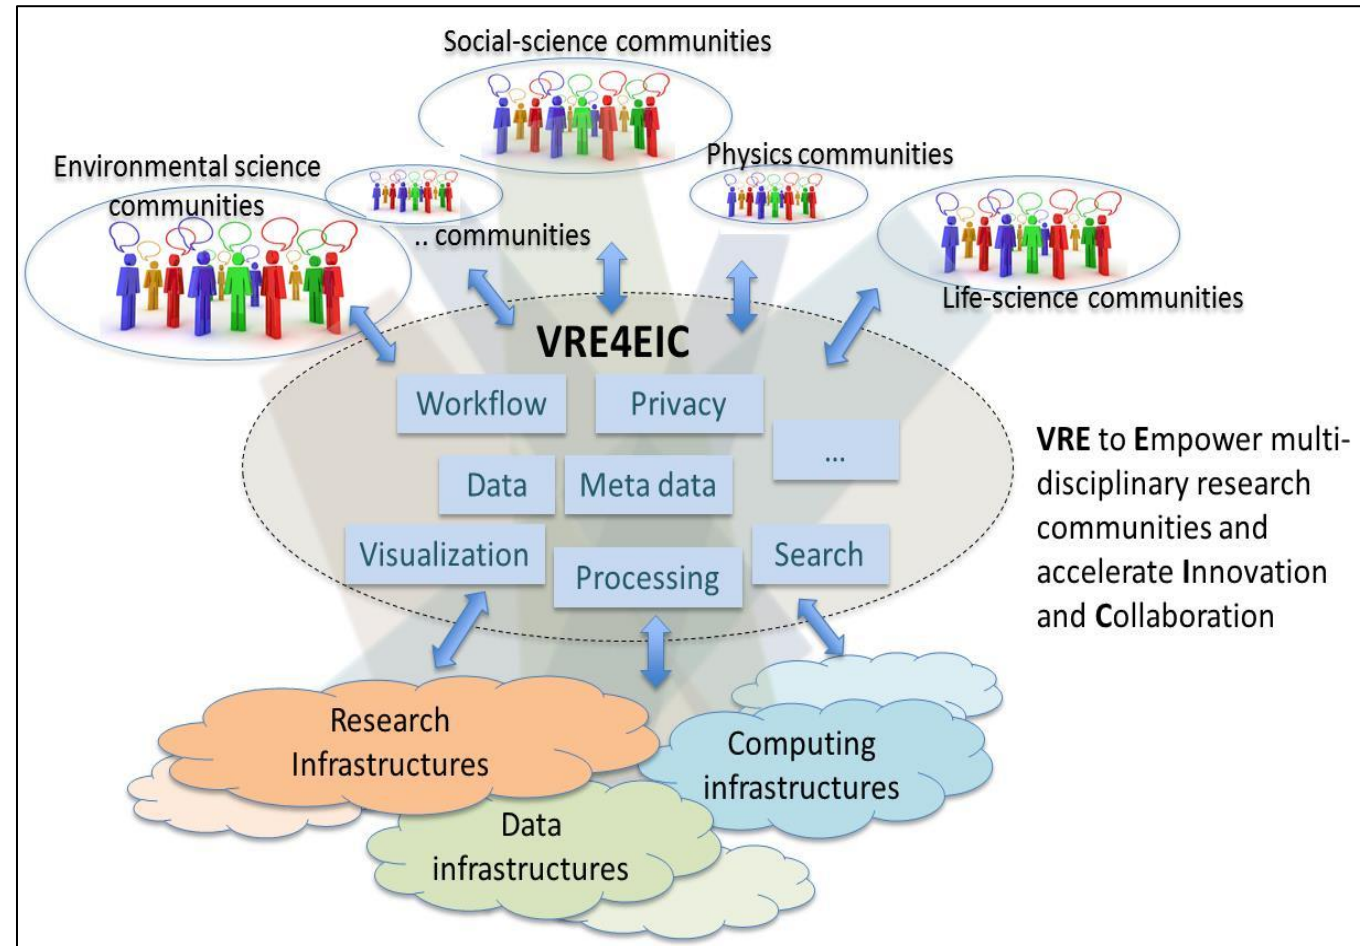 Social-science communities
Environmental science
communities
Physics communities
.. communities
Life-science communities
VRE4EIC
Workflow
Privacy
...
Data
Meta data
Visualization
Processing
Search
VRE to Empower multi-
disciplinary research
communities and
accelerate Innovation
and Collaboration
Research
Infrastructures
Computing
infrastructures
Data
infrastructures